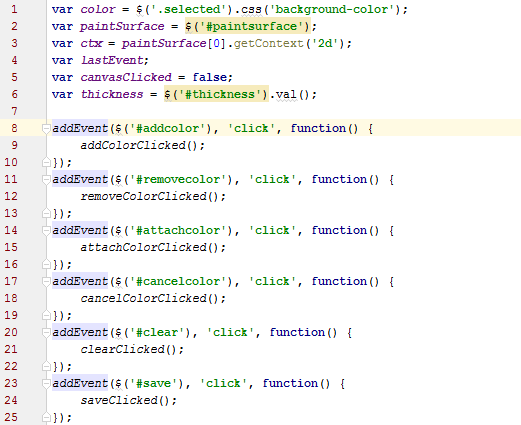 1 var color = $('.selected').css('background-color');
2 var paintSurface = $('#paintsurface');
3 var ctx = paintSurface[0].getContext('2d');
4 var lastEvent;
5 var canvasClicked = false;
6 var thickness = $('#thickness').val();
7
8 addEvent($('#addcolor'), 'click', function() {
9     addColorClicked();
10 });
11 addEvent($('#removecolor'), 'click', function() {
12     removeColorClicked();
13 });
14 addEvent($('#attachcolor'), 'click', function() {
15     attachColorClicked();
16 });
17 addEvent($('#cancelcolor'), 'click', function() {
18     cancelColorClicked();
19 });
20 addEvent($('#clear'), 'click', function() {
21     clearClicked();
22 });
23 addEvent($('#save'), 'click', function() {
24     saveClicked();
25 });